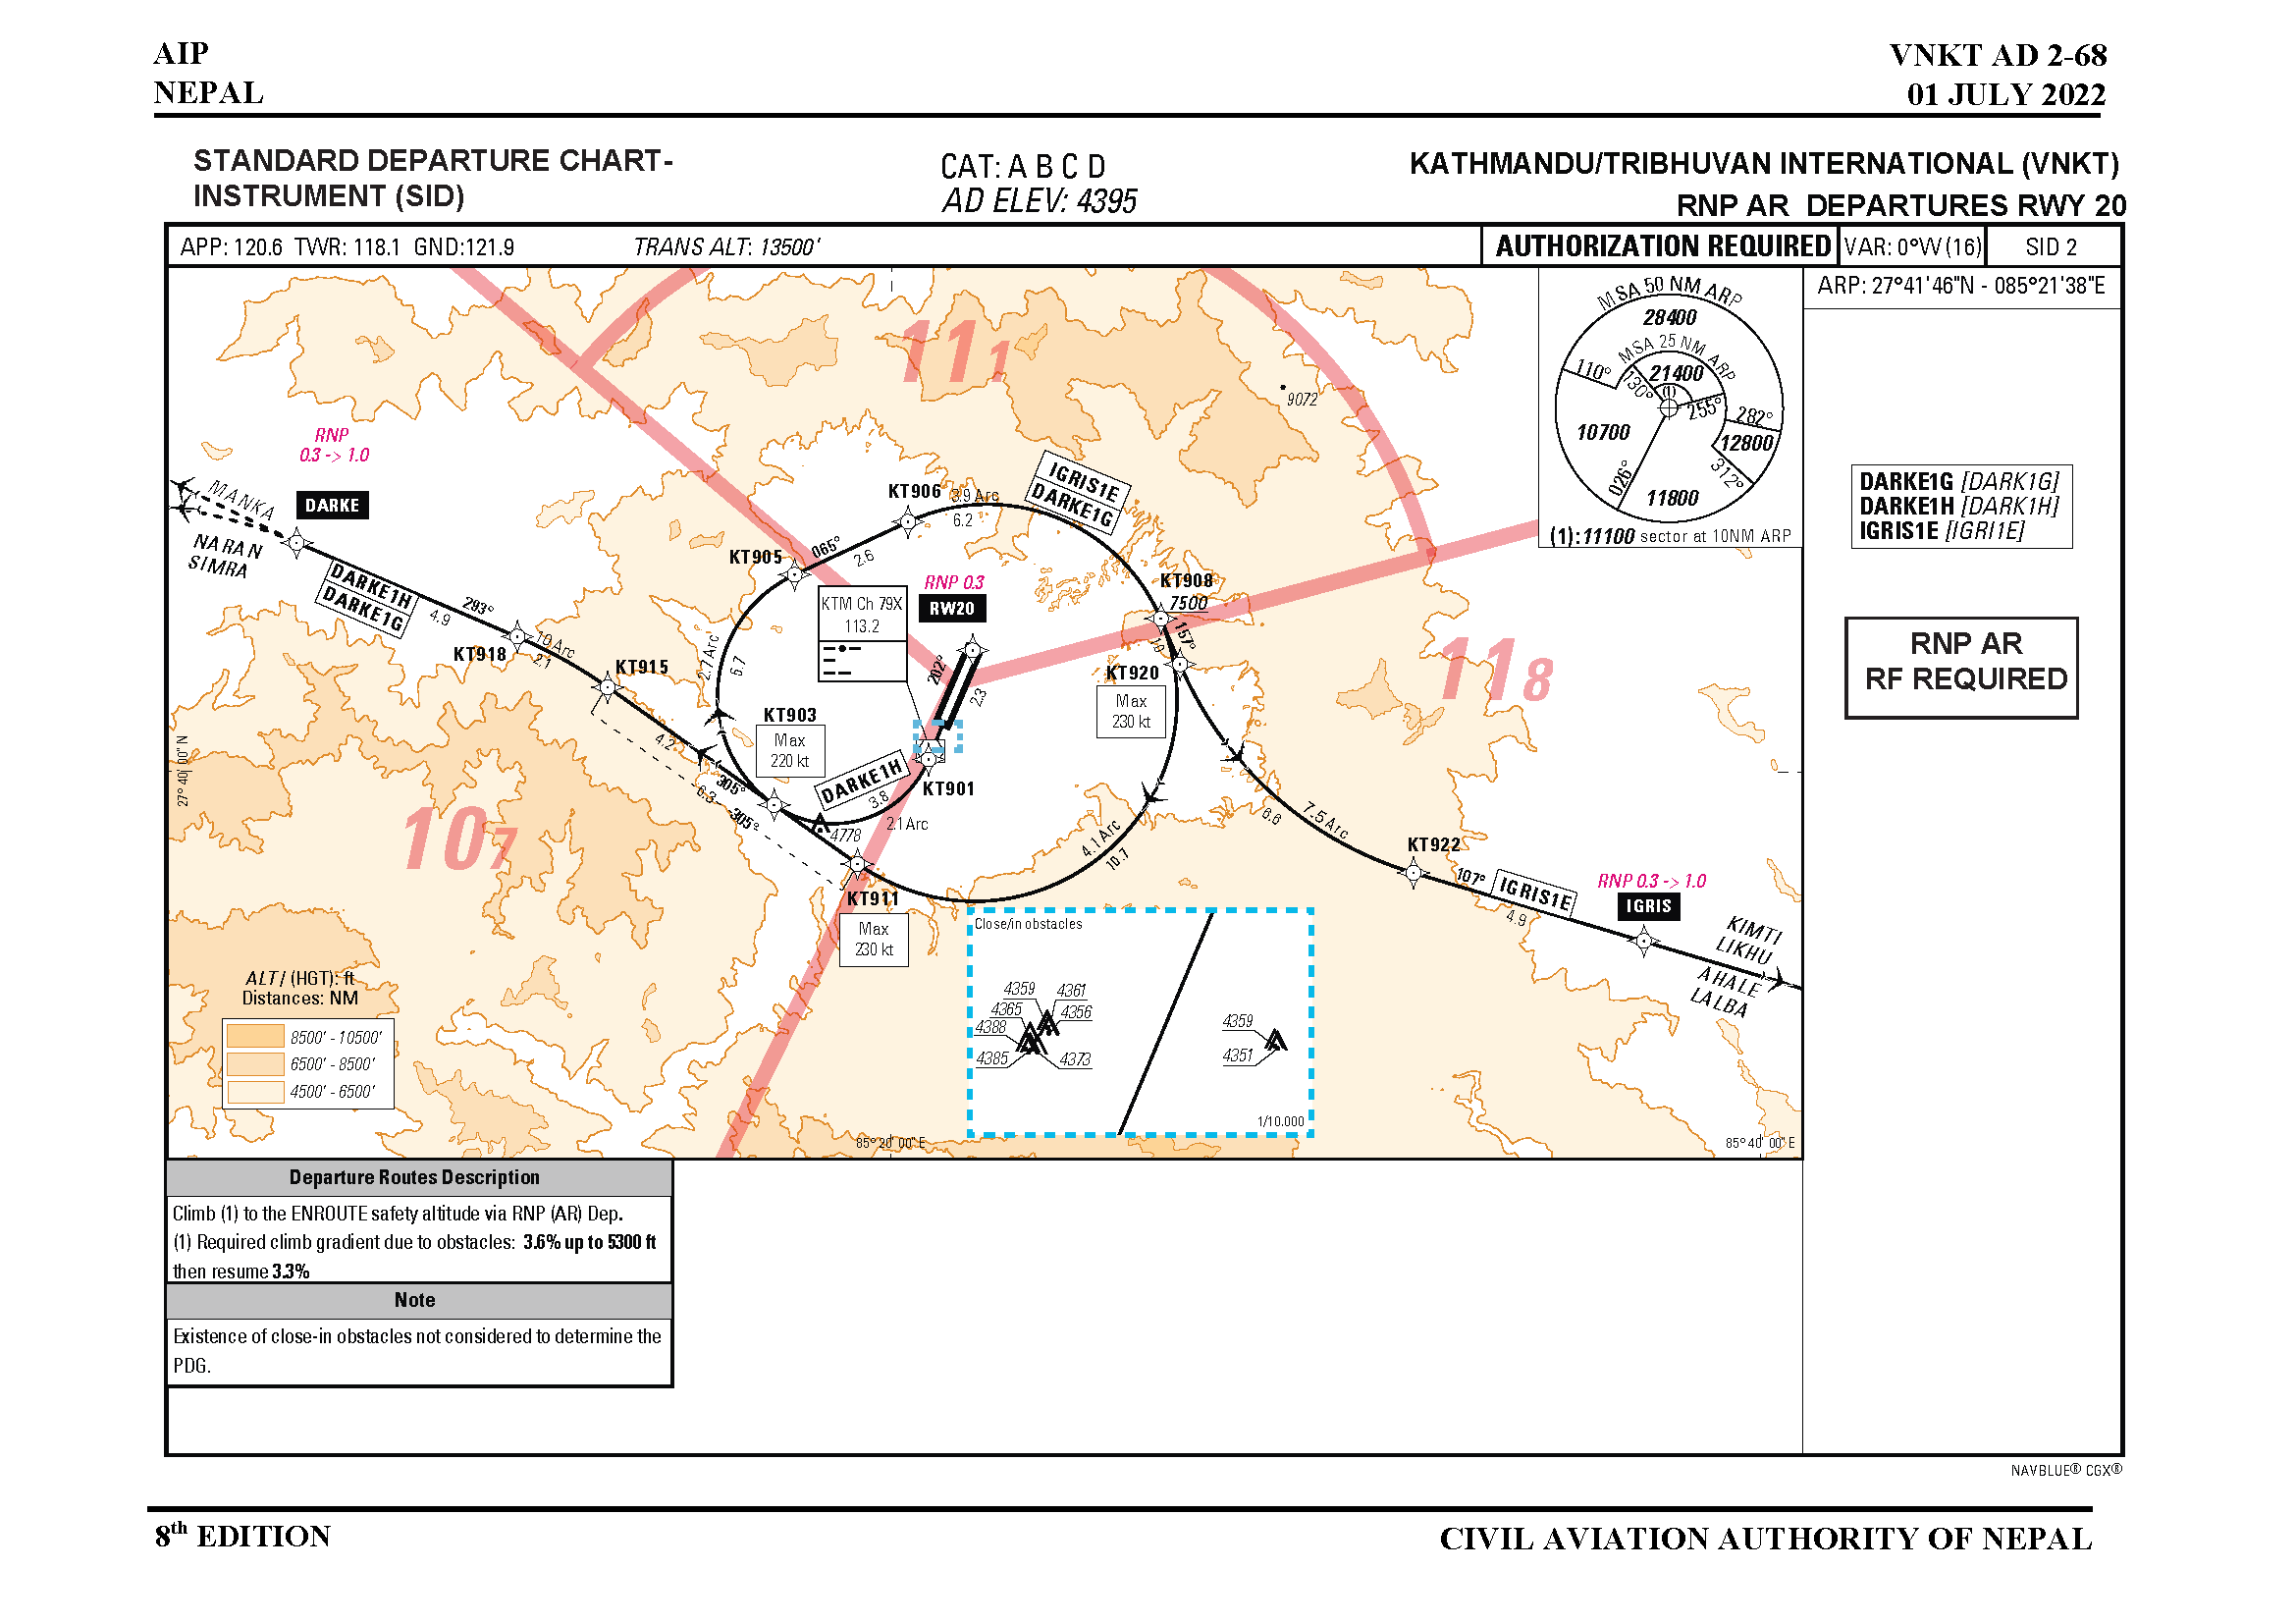 AIP
NEPAL
VNKT AD 2-68
01 JULY 2022
STANDARD DEPARTURE CHART-
INSTRUMENT (SID)
CAT: A B C D
AD ELEV: 4395
KATHMANDU/TRIBHUVAN INTERNATIONAL (VNKT)
RNP AR DEPARTURES RWY 20
APP: 120.6 TWR: 118.1 GND:121.9
TRANS ALT: 13500'
AUTHORIZATION REQUIRED
VAR: 0°W (16)
SID 2
ARP: 27°41'46"N - 085°21'38"E
MSA 50 NM ARP
28400
MSA 25 NM ARP
21400
(1)
110°
130°
255°
282°
10700
12800
026°
312°
11800
(1):11100 sector at 10NM ARP
DARKE1G [DARK1G]
DARKE1H [DARK1H]
IGRIS1E [IGRI1E]
RNP AR
RF REQUIRED
111
9072
RNP
0.3 -> 1.0
DARKE
MANKA
NARAN
SIMRA
DARKE1H
DARKE1G
293°
4.9
KT918
10 Arc
2.1
KT915
4.2
305°
6.3
305°
KT906
3.9 Arc
6.2
IGRIS1E
DARKE1G
KT905
065°
2.6
2.7 Arc
6.7
KTM Ch 79X
113.2
RNP 0.3
RW20
202°
2.3
KT908
7500
157°
1.0
KT920
Max
230 kt
118
KT903
Max
220 kt
DARKE1H
3.8
2.1 Arc
KT901
4778
KT911
Max
230 kt
4.1 Arc
10.7
6.6
7.5 Arc
KT922
107°
IGRIS1E
4.9
RNP 0.3 -> 1.0
IGRIS
KIMTI
LIKHU
AHALE
LALBA
107
27° 40' 00" N
Close/in obstacles
4359
4361
4365
4356
4388
4385
4373
4359
4351
1/10.000
ALT / (HGT): ft
Distances: NM
8500' - 10500'
6500' - 8500'
4500' - 6500'
85° 20' 00" E
85° 40' 00" E
Departure Routes Description
Climb (1) to the ENROUTE safety altitude via RNP (AR) Dep.
(1) Required climb gradient due to obstacles: 3.6% up to 5300 ft
then resume 3.3%
Note
Existence of close-in obstacles not considered to determine the
PDG.
NAVBLUE® CGX®
8th EDITION
CIVIL AVIATION AUTHORITY OF NEPAL